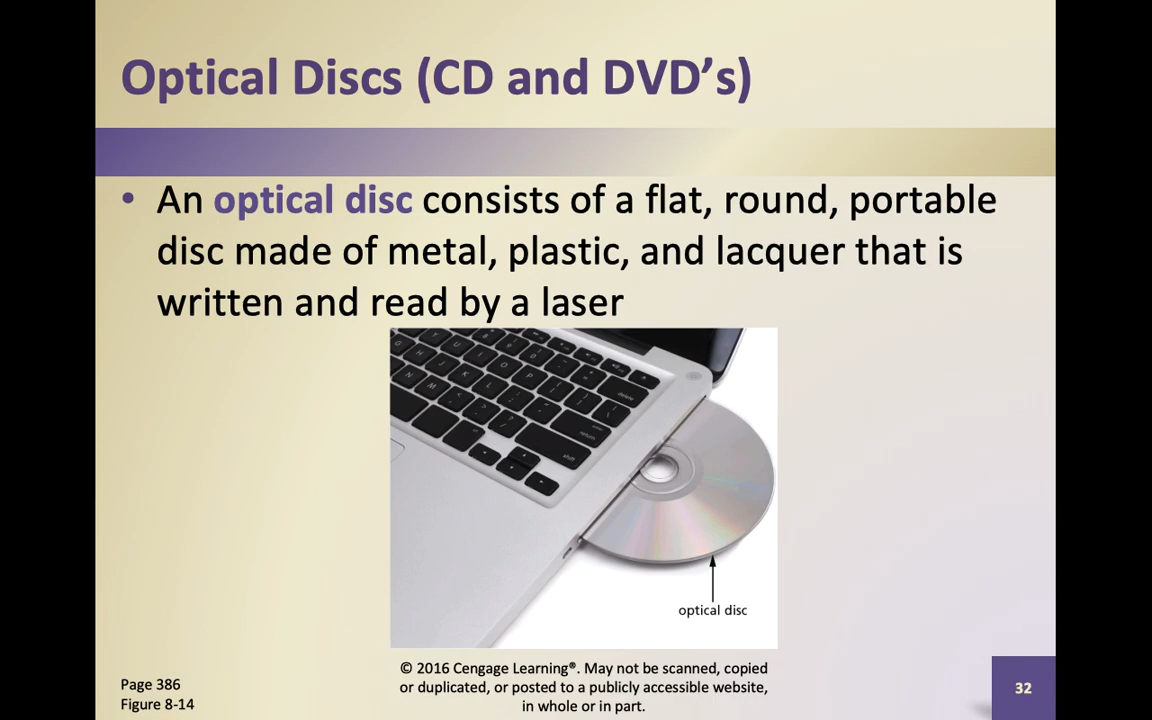 Optical Discs (CD and DVD’s)
• An optical disc consists of a flat, round, portable
disc made of metal, plastic, and lacquer that is
written and read by a laser
optical disc
Page 386
Figure 8-14
© 2016 Cengage Learning®. May not be scanned, copied
or duplicated, or posted to a publicly accessible website,
in whole or in part.
32